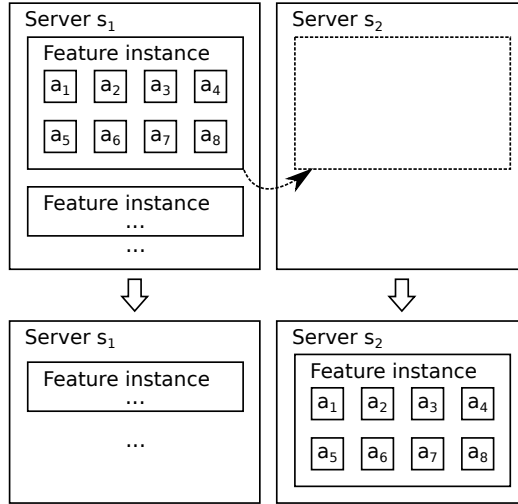 Server s₁
Feature instance
a₁ a₂ a₃ a₄
a₅ a₆ a₇ a₈
Feature instance
...
...
Server s₂
Server s₁
Feature instance
...
...
Server s₂
Feature instance
a₁ a₂ a₃ a₄
a₅ a₆ a₇ a₈